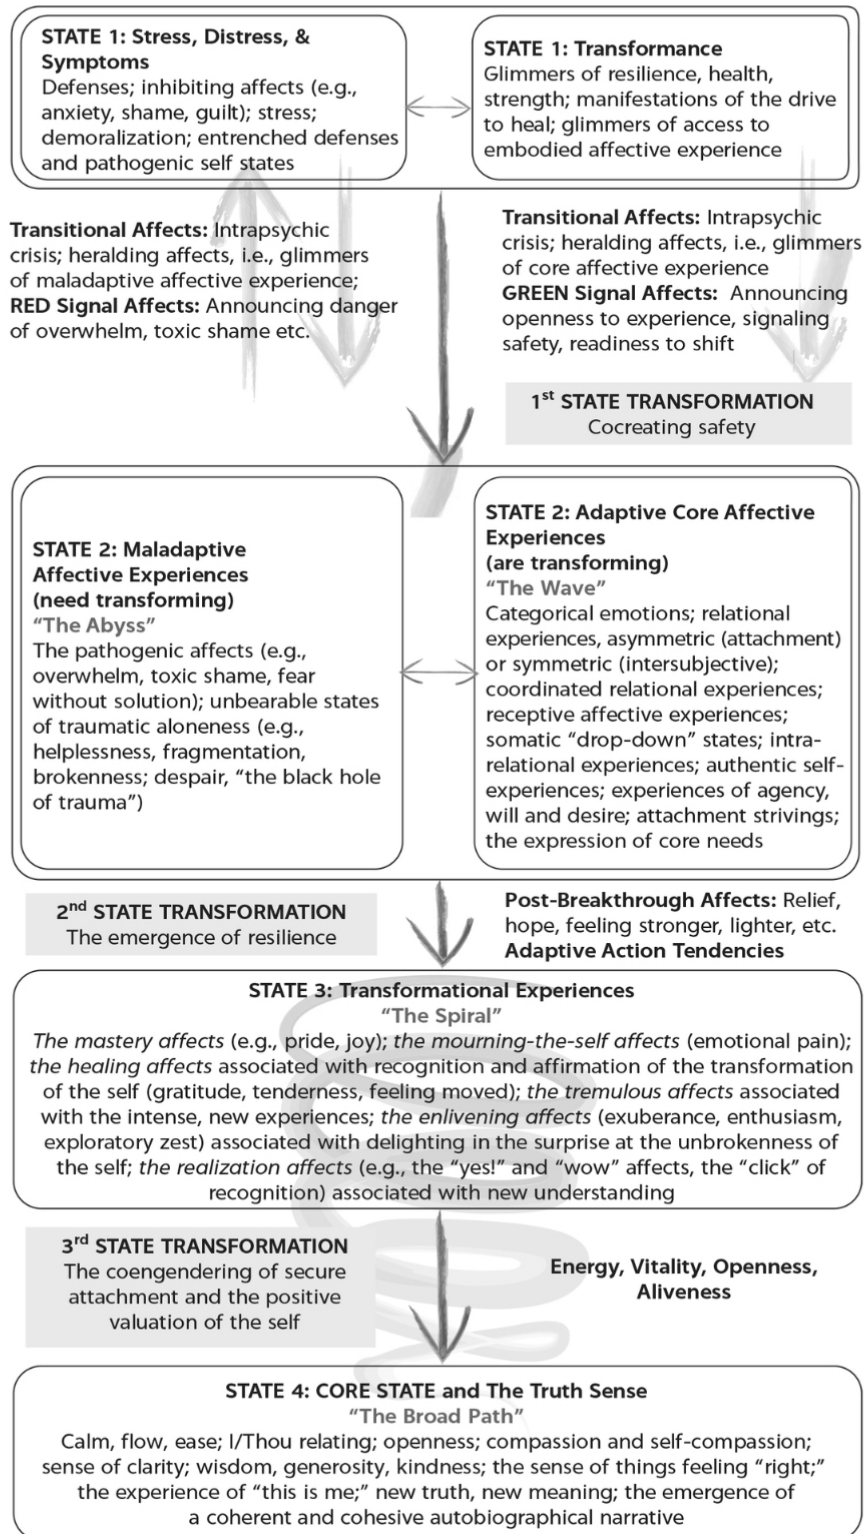 STATE 1: Stress, Distress, &
Symptoms
Defenses; inhibiting affects (e.g.,
anxiety, shame, guilt); stress;
demoralization; entrenched defenses
and pathogenic self states
STATE 1: Transformance
Glimmers of resilience, health,
strength; manifestations of the drive
to heal; glimmers of access to
embodied affective experience
Transitional Affects: Intrapsychic
crisis; heralding affects, i.e., glimmers
of maladaptive affective experience;
RED Signal Affects: Announcing danger
of overwhelm, toxic shame etc.
Transitional Affects: Intrapsychic
crisis; heralding affects, i.e., glimmers
of core affective experience
GREEN Signal Affects: Announcing
openness to experience, signaling
safety, readiness to shift
1st STATE TRANSFORMATION
Cocreating safety
STATE 2: Maladaptive
Affective Experiences
(need transforming)
“The Abyss”
The pathogenic affects (e.g.,
overwhelm, toxic shame, fear
without solution); unbearable states
of traumatic aloneness (e.g.,
helplessness, fragmentation,
brokenness; despair, “the black hole
of trauma”)
STATE 2: Adaptive Core Affective
Experiences
(are transforming)
“The Wave”
Categorical emotions; relational
experiences, asymmetric (attachment)
or symmetric (intersubjective);
coordinated relational experiences;
receptive affective experiences;
somatic “drop-down” states; intra-
relational experiences; authentic self-
experiences; experiences of agency,
will and desire; attachment strivings;
the expression of core needs
2nd STATE TRANSFORMATION
The emergence of resilience
Post-Breakthrough Affects: Relief,
hope, feeling stronger, lighter, etc.
Adaptive Action Tendencies
STATE 3: Transformational Experiences
“The Spiral”
The mastery affects (e.g., pride, joy); the mourning-the-self affects (emotional pain);
the healing affects associated with recognition and affirmation of the transformation
of the self (gratitude, tenderness, feeling moved); the tremulous affects associated
with the intense, new experiences; the enlivening affects (exuberance, enthusiasm,
exploratory zest) associated with delighting in the surprise at the unbrokenness of
the self; the realization affects (e.g., the “yes!” and “wow” affects, the “click” of
recognition) associated with new understanding
3rd STATE TRANSFORMATION
The coengendering of secure
attachment and the positive
valuation of the self
Energy, Vitality, Openness,
Aliveness
STATE 4: CORE STATE and The Truth Sense
“The Broad Path”
Calm, flow, ease; I/Thou relating; openness; compassion and self-compassion;
sense of clarity; wisdom, generosity, kindness; the sense of things feeling “right;”
the experience of “this is me;” new truth, new meaning; the emergence of
a coherent and cohesive autobiographical narrative